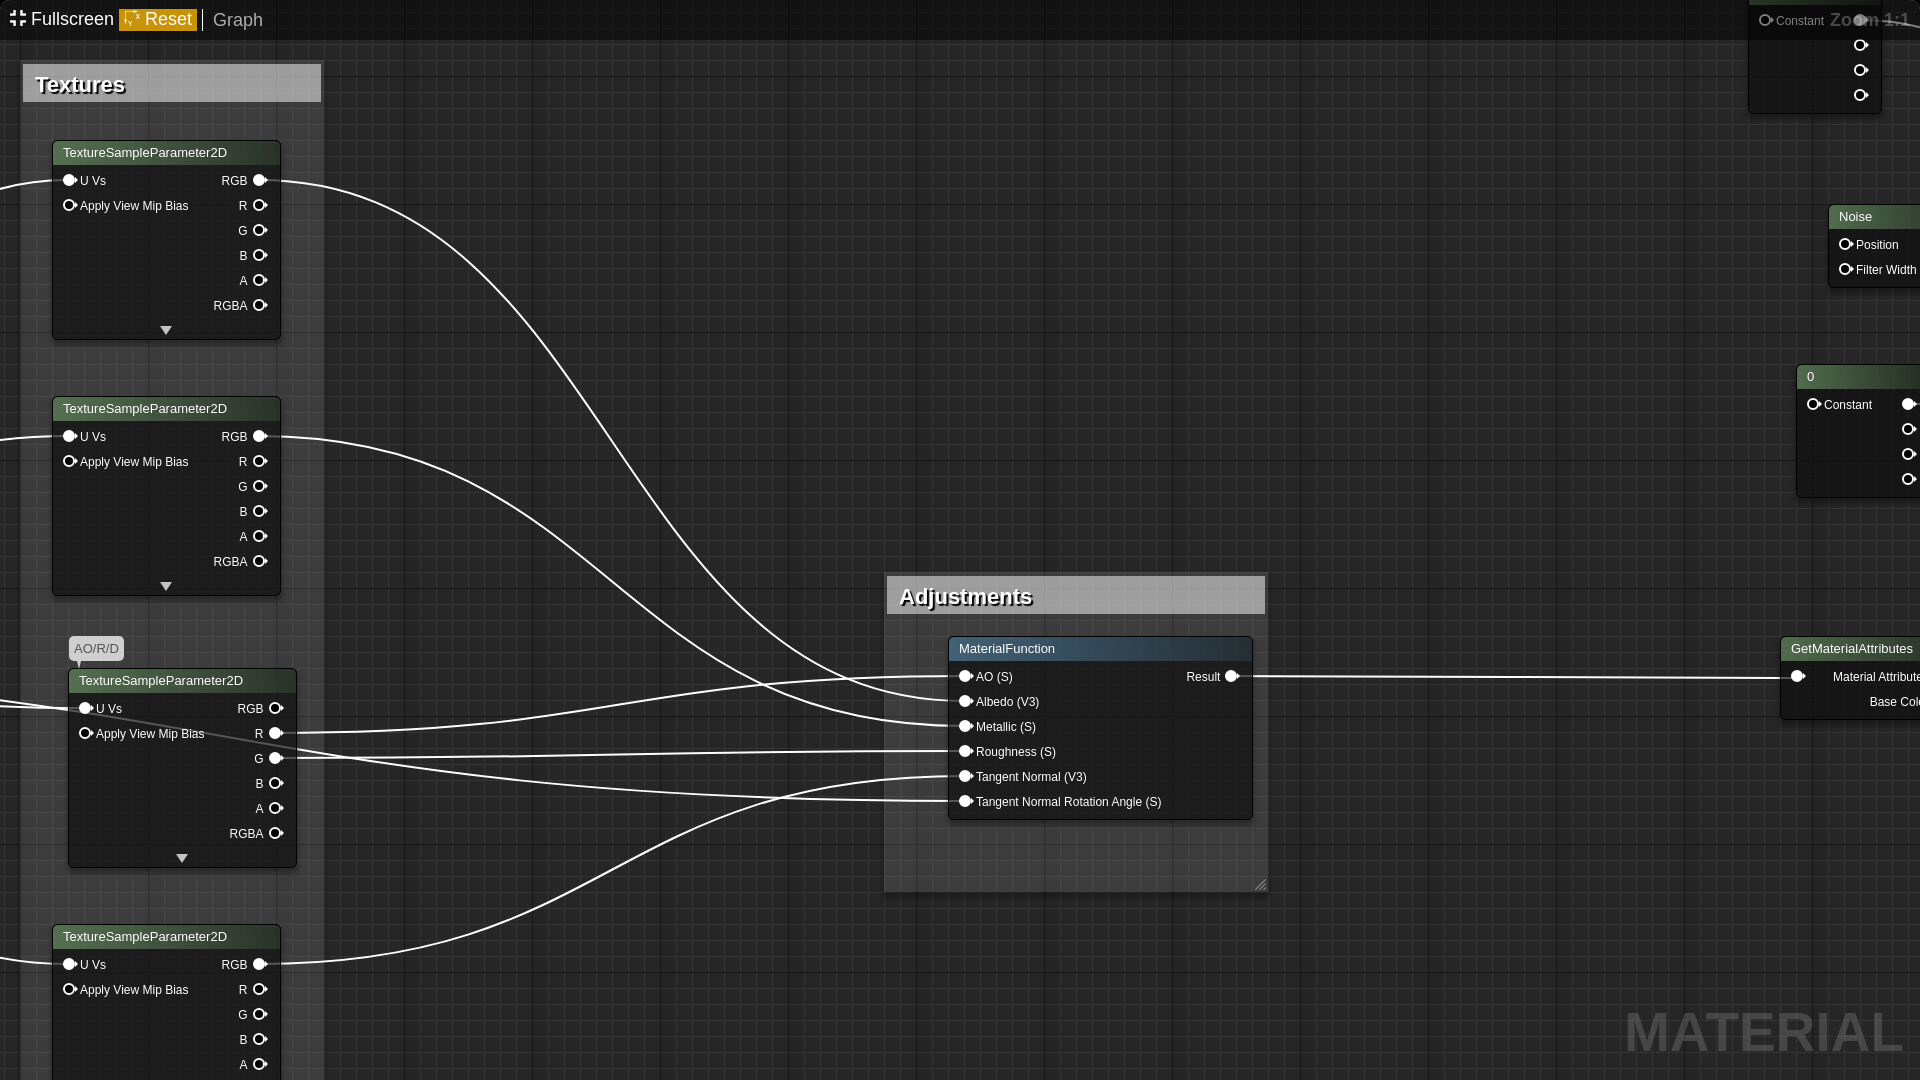 Fullscreen Reset Graph
Zoom 1:1
Constant
Textures
TextureSampleParameter2D
U Vs RGB
Apply View Mip Bias R
G
B
A
RGBA
Noise
Position
Filter Width
0
Constant
TextureSampleParameter2D
U Vs RGB
Apply View Mip Bias R
G
B
A
RGBA
AO/R/D
TextureSampleParameter2D
U Vs RGB
Apply View Mip Bias R
G
B
A
RGBA
Adjustments
MaterialFunction
AO (S) Result
Albedo (V3)
Metallic (S)
Roughness (S)
Tangent Normal (V3)
Tangent Normal Rotation Angle (S)
GetMaterialAttributes
Material Attribute
Base Colo
TextureSampleParameter2D
U Vs RGB
Apply View Mip Bias R
G
B
A
MATERIAL